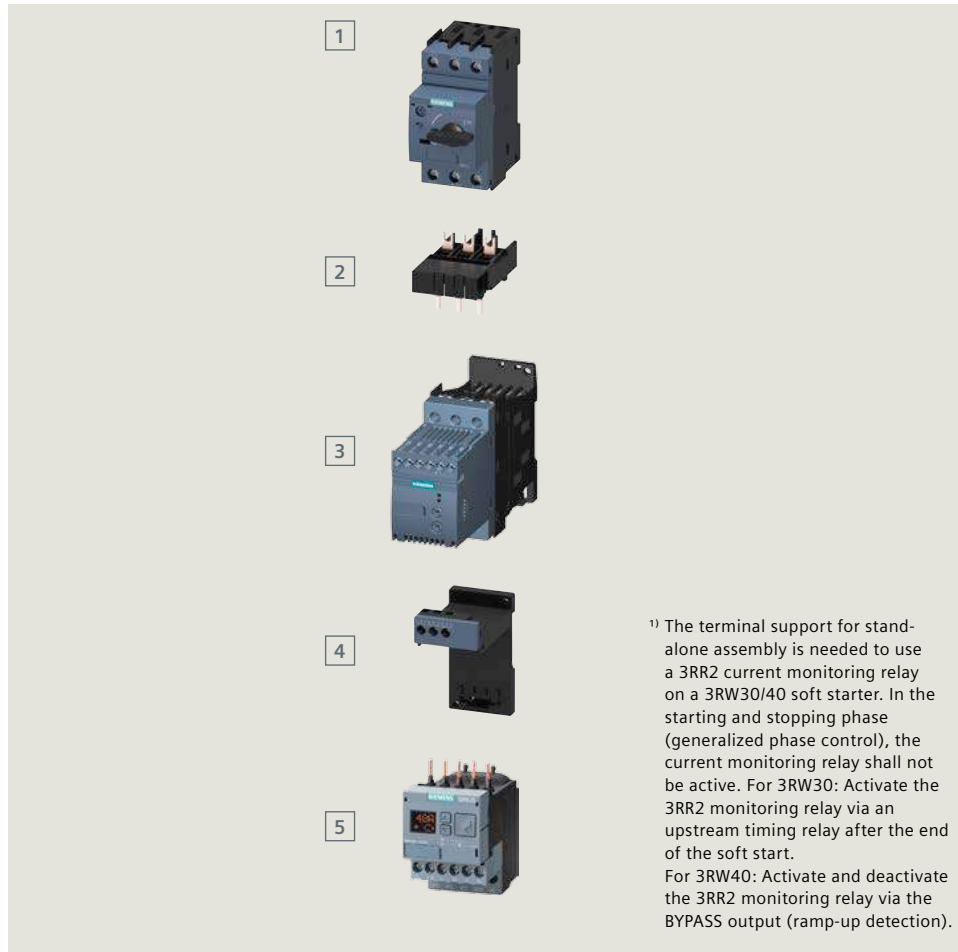 1
SIEMENS
2
3
SIEMENS
4
5
SIEMENS
¹⁾ The terminal support for stand-
alone assembly is needed to use
a 3RR2 current monitoring relay
on a 3RW30/40 soft starter. In the
starting and stopping phase
(generalized phase control), the
current monitoring relay shall not
be active. For 3RW30: Activate the
3RR2 monitoring relay via an
upstream timing relay after the end
of the soft start.
For 3RW40: Activate and deactivate
the 3RR2 monitoring relay via the
BYPASS output (ramp-up detection).